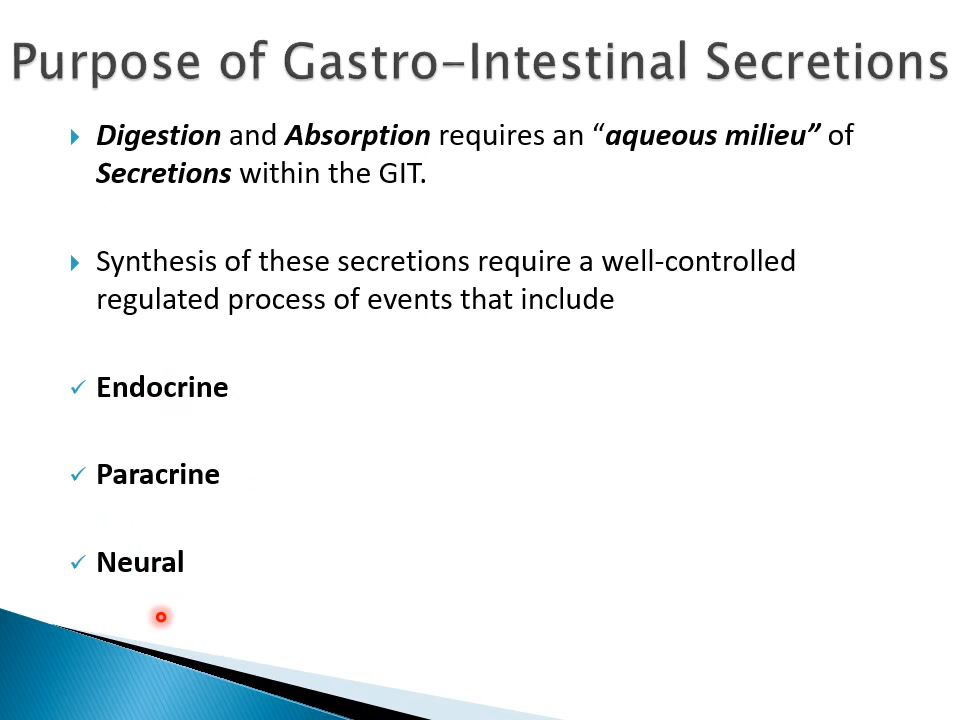 Purpose of Gastro-Intestinal Secretions
Digestion and Absorption requires an “aqueous milieu” of
Secretions within the GIT.
Synthesis of these secretions require a well-controlled
regulated process of events that include
Endocrine
Paracrine
Neural